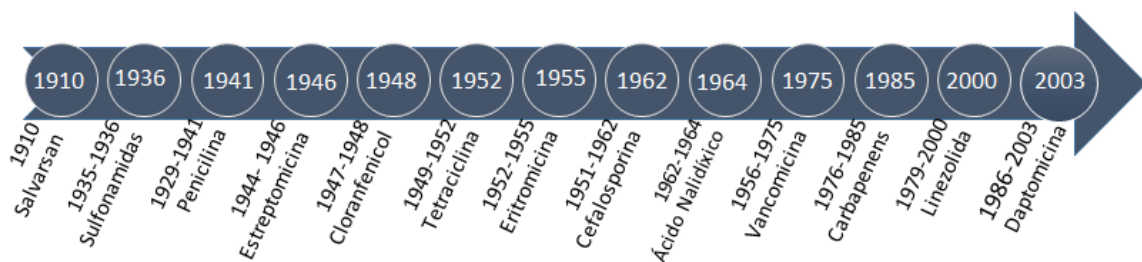 1910 1936 1941 1946 1948 1952 1955 1962 1964 1975 1985 2000 2003
1910
Salvarsan
1935-1936
Sulfonamidas
1929-1941
Penicilina
1944- 1946
Estreptomicina
1947-1948
Cloranfenicol
1949-1952
Tetraciclina
1952-1955
Eritromicina
1951-1962
Cefalosporina
1962-1964
Ácido Nalidíxico
1956-1975
Vancomicina
1976-1985
Carbapenens
1979-2000
Linezolida
1986-2003
Daptomicina